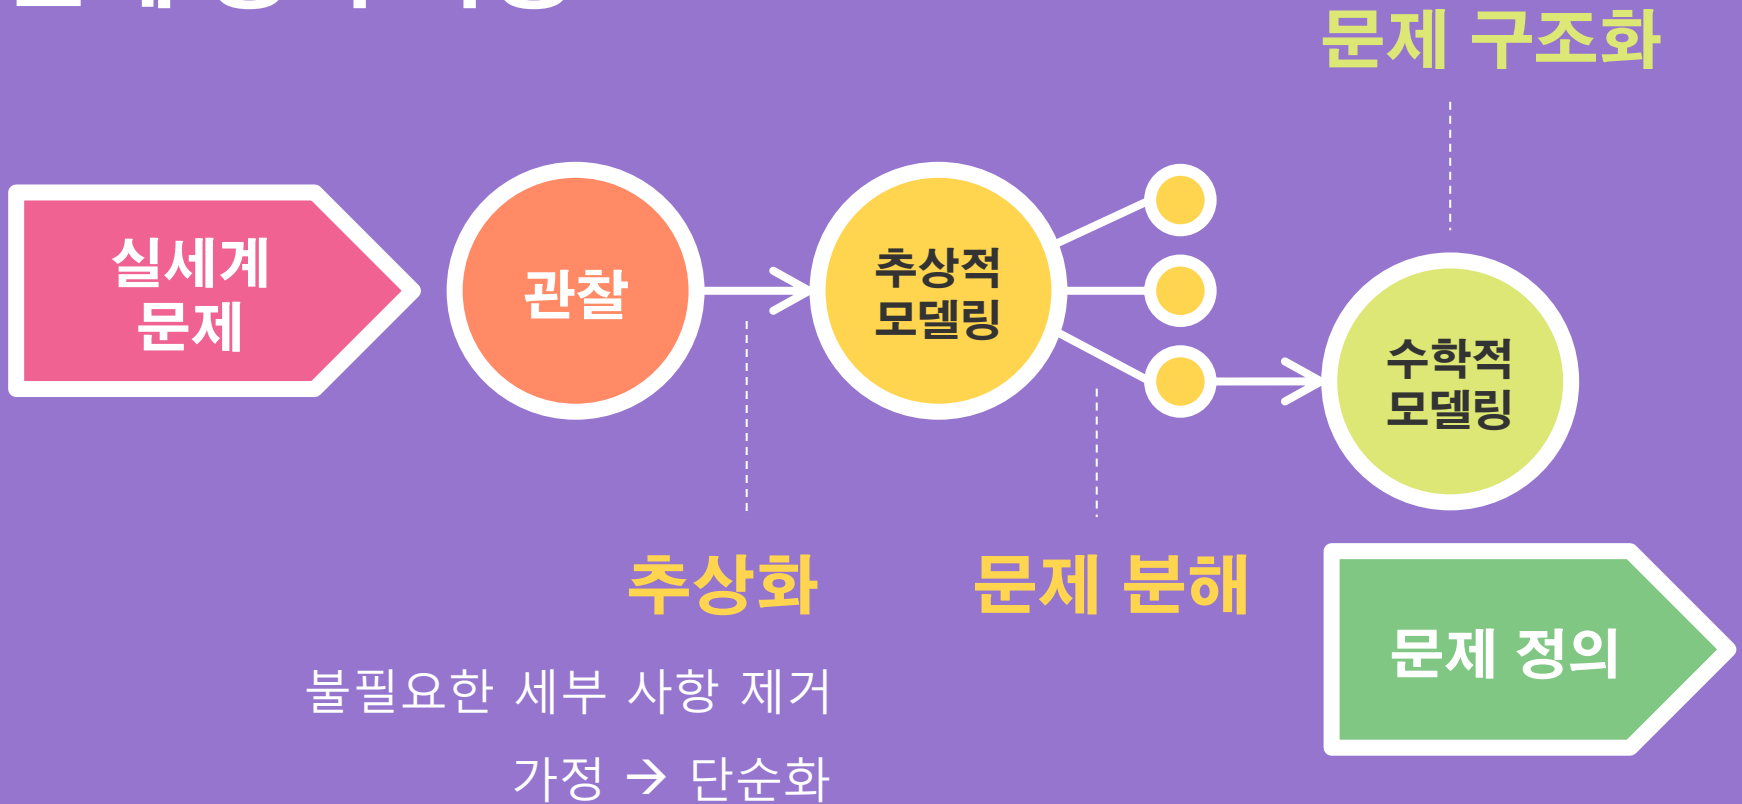 문제 구조화
실세계
문제
관찰
추상적
모델링
수학적
모델링
추상화
문제 분해
불필요한 세부 사항 제거
가정 → 단순화
문제 정의